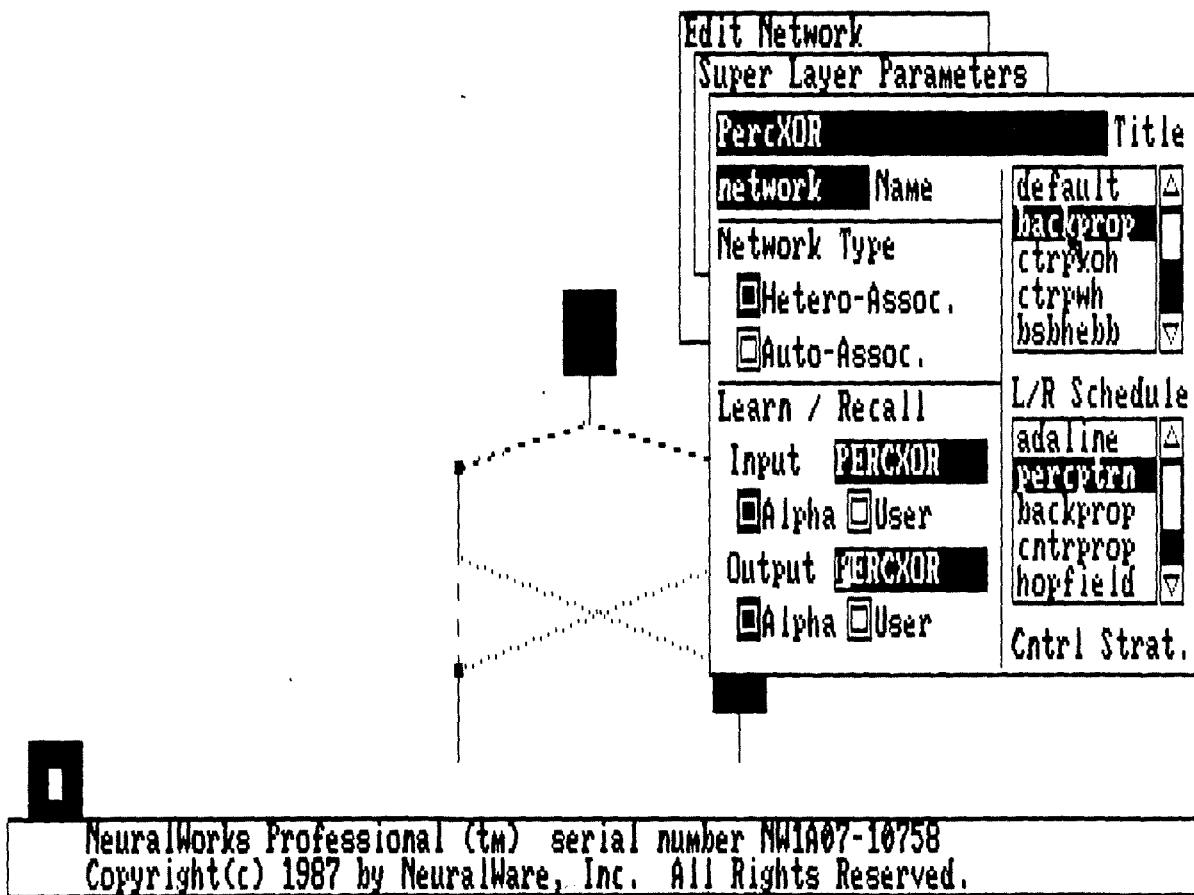 Edit Network
Super Layer Parameters
PercXOR Title
network Name
default
backprop
ctrpkoh
ctrpwh
bsbhebb
L/R Schedule
Network Type
Hetero-Assoc.
Auto-Assoc.
Learn / Recall
Input PERCXOR
Alpha User
Output PERCXOR
Alpha User
adaline
percptrn
backprop
cntrprop
hopfield
Cntrl Strat.
NeuralWorks Professional (tm) serial number NW1A07-10758
Copyright(c) 1987 by NeuralWare, Inc. All Rights Reserved.